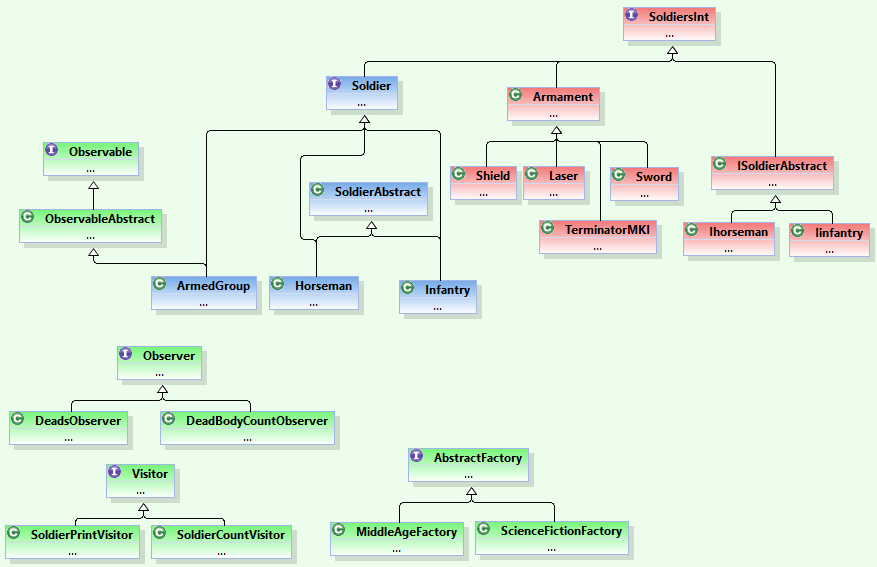 I SoldiersInt
...
I Soldier
...
C Armament
...
I Observable
...
C ObservableAbstract
...
C SoldierAbstract
...
C Shield
...
C Laser
...
C Sword
...
C ISoldierAbstract
...
C TerminatorMKI
...
C Ihorseman
...
C Iinfantry
...
C ArmedGroup
...
C Horseman
...
C Infantry
...
I Observer
...
C DeadsObserver
...
C DeadBodyCountObserver
...
I Visitor
...
C SoldierPrintVisitor
...
C SoldierCountVisitor
...
I AbstractFactory
...
C MiddleAgeFactory
...
C ScienceFictionFactory
...